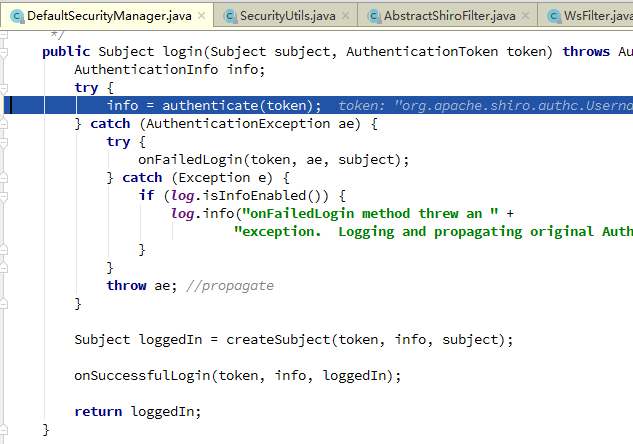 DefaultSecurityManager.java × SecurityUtils.java × AbstractShiroFilter.java × WsFilter.java
*/
public Subject login(Subject subject, AuthenticationToken token) throws Au
AuthenticationInfo info;
try {
info = authenticate(token); token: "org.apache.shiro.authc.Userna
} catch (AuthenticationException ae) {
try {
onFailedLogin(token, ae, subject);
} catch (Exception e) {
if (log.isInfoEnabled()) {
log.info("onFailedLogin method threw an " +
"exception.  Logging and propagating original Auth
}
}
throw ae; //propagate
}
Subject loggedIn = createSubject(token, info, subject);
onSuccessfulLogin(token, info, loggedIn);
return loggedIn;
}